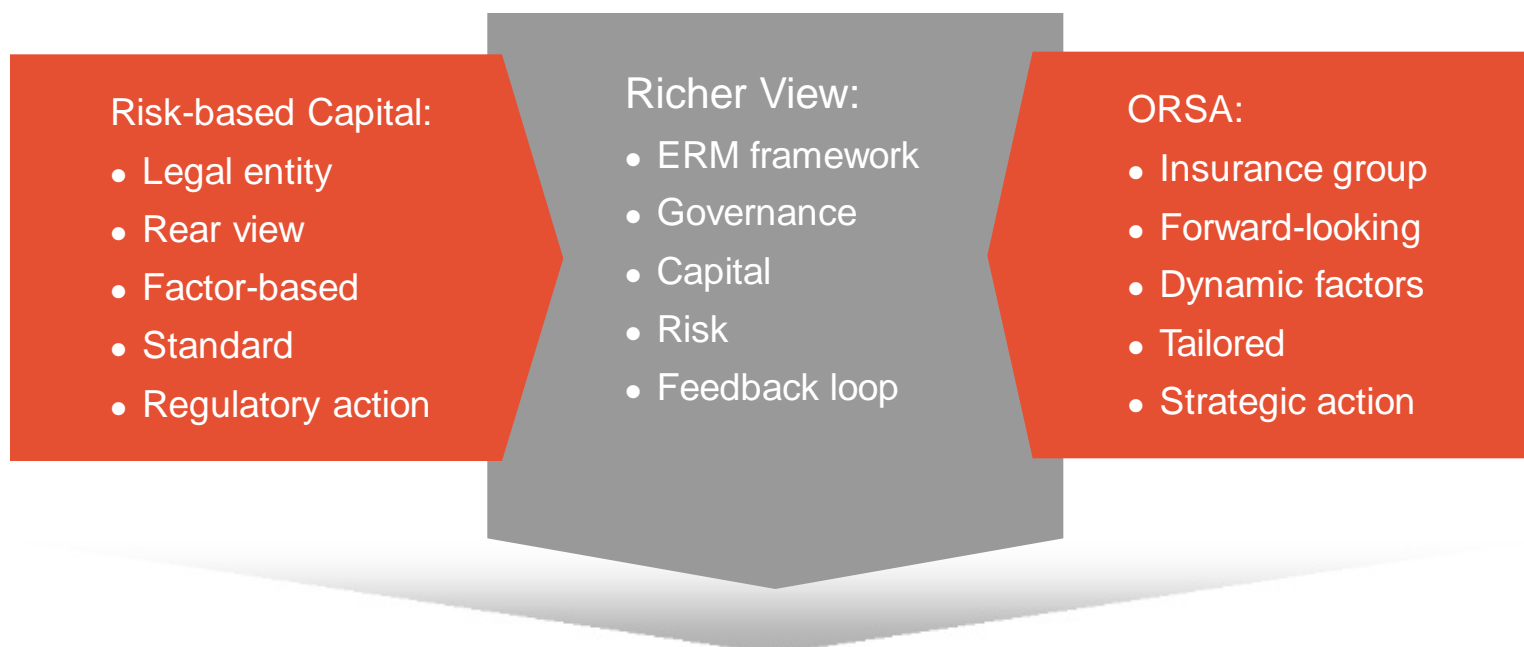 Risk-based Capital:
● Legal entity
● Rear view
● Factor-based
● Standard
● Regulatory action
Richer View:
● ERM framework
● Governance
● Capital
● Risk
● Feedback loop
ORSA:
● Insurance group
● Forward-looking
● Dynamic factors
● Tailored
● Strategic action